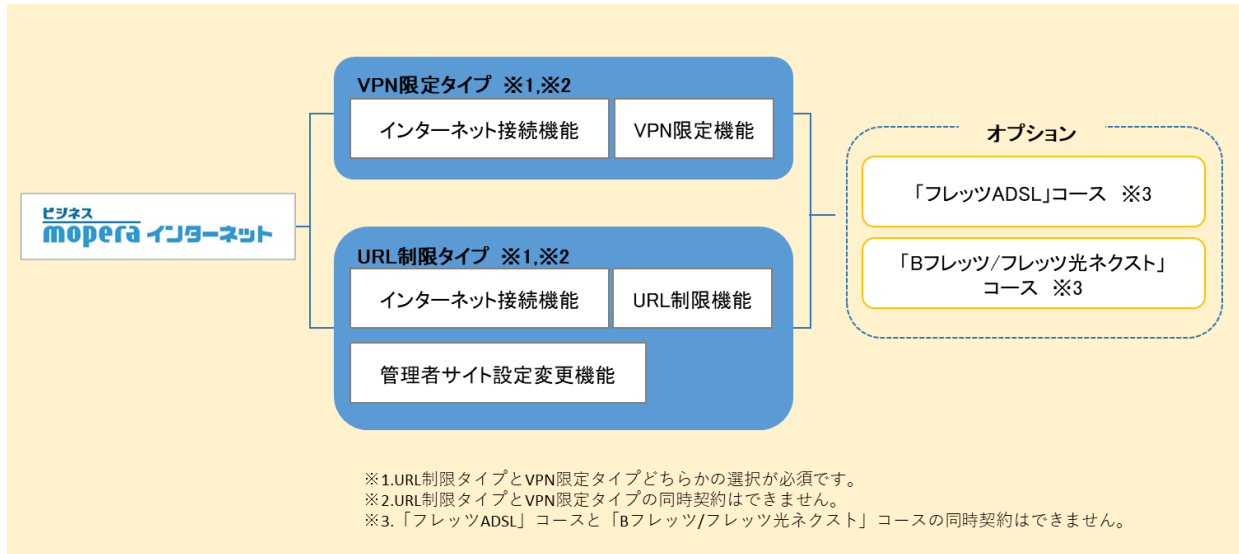 ビジネス
mopera インターネット
VPN限定タイプ ※1,※2
インターネット接続機能
VPN限定機能
URL制限タイプ ※1,※2
インターネット接続機能
URL制限機能
管理者サイト設定変更機能
オプション
「フレッツADSL」コース ※3
「Bフレッツ/フレッツ光ネクスト」
コース ※3
※1.URL制限タイプとVPN限定タイプどちらかの選択が必須です。
※2.URL制限タイプとVPN限定タイプの同時契約はできません。
※3.「フレッツADSL」コースと「Bフレッツ/フレッツ光ネクスト」コースの同時契約はできません。